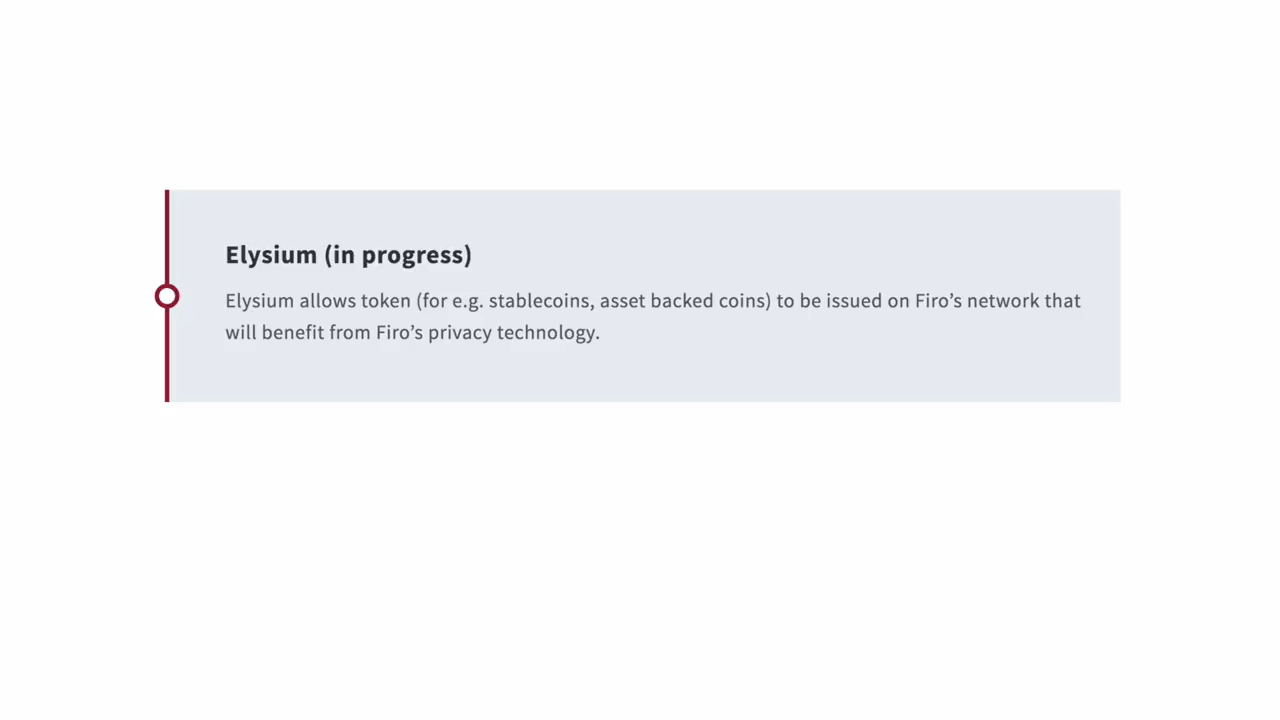 Elysium (in progress)
Elysium allows token (for e.g. stablecoins, asset backed coins) to be issued on Firo’s network that
will benefit from Firo’s privacy technology.